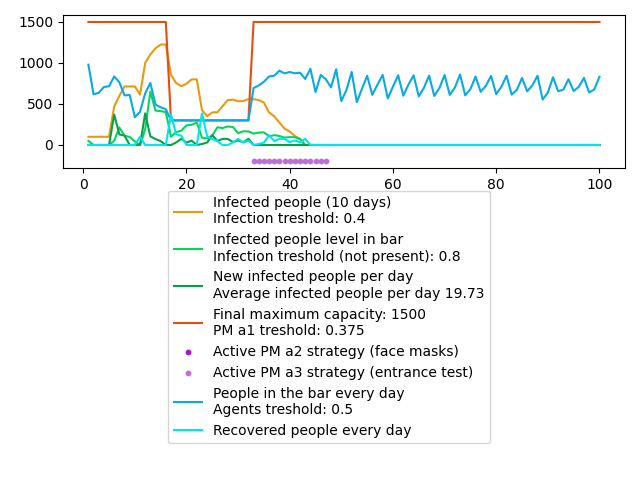 1500
1000
500
0
0 20 40 60 80 100
Infected people (10 days)
Infection treshold: 0.4
Infected people level in bar
Infection treshold (not present): 0.8
New infected people per day
Average infected people per day 19.73
Final maximum capacity: 1500
PM a1 treshold: 0.375
Active PM a2 strategy (face masks)
Active PM a3 strategy (entrance test)
People in the bar every day
Agents treshold: 0.5
Recovered people every day